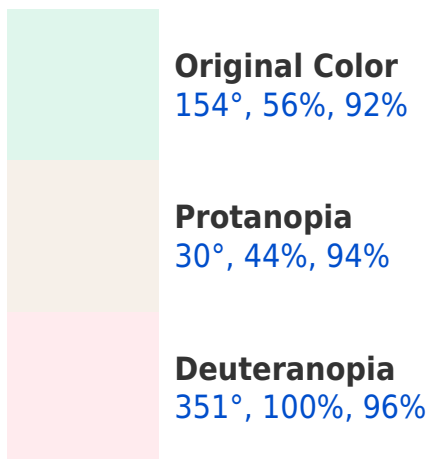 Original Color
154°, 56%, 92%
Protanopia
30°, 44%, 94%
Deuteranopia
351°, 100%, 96%